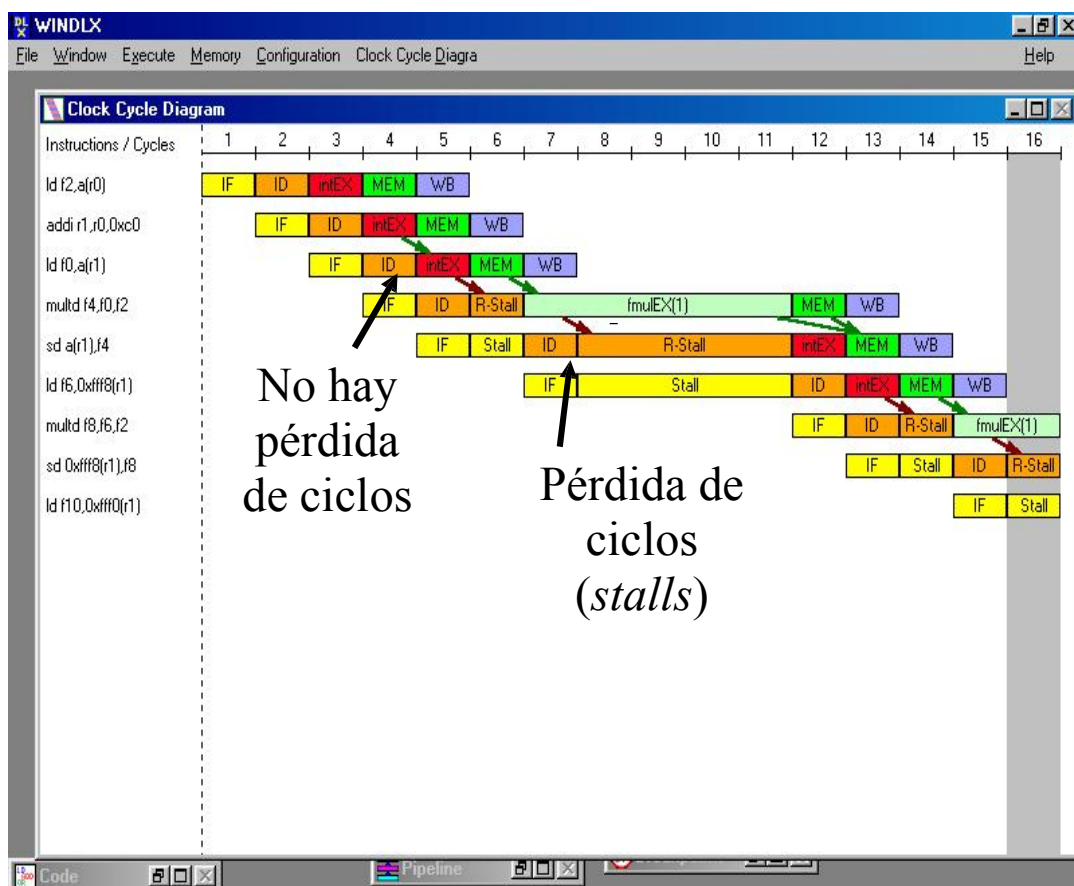 WINDLX
File Window Execute Memory Configuration Clock Cycle Diagra Help
Clock Cycle Diagram
Instructions / Cycles 1 2 3 4 5 6 7 8 9 10 11 12 13 14 15 16
ld f2,a(r0) IF ID intEX MEM WB
addi r1,r0,0xc0 IF ID intEX MEM WB
ld f0,a(r1) IF ID intEX MEM WB
multd f4,f0,f2 IF ID R-Stall fmulEX(1) MEM WB
sd a(r1),f4 IF Stall ID R-Stall intEX MEM WB
ld f6,0xfff8(r1) IF Stall ID intEX MEM WB
multd f8,f6,f2 IF ID R-Stall fmulEX(1)
sd 0xfff8(r1),f8 IF Stall ID R-Stall
ld f10,0xfff0(r1) IF Stall
No hay
pérdida
de ciclos
Pérdida de
ciclos
(stalls)
Code Pipeline